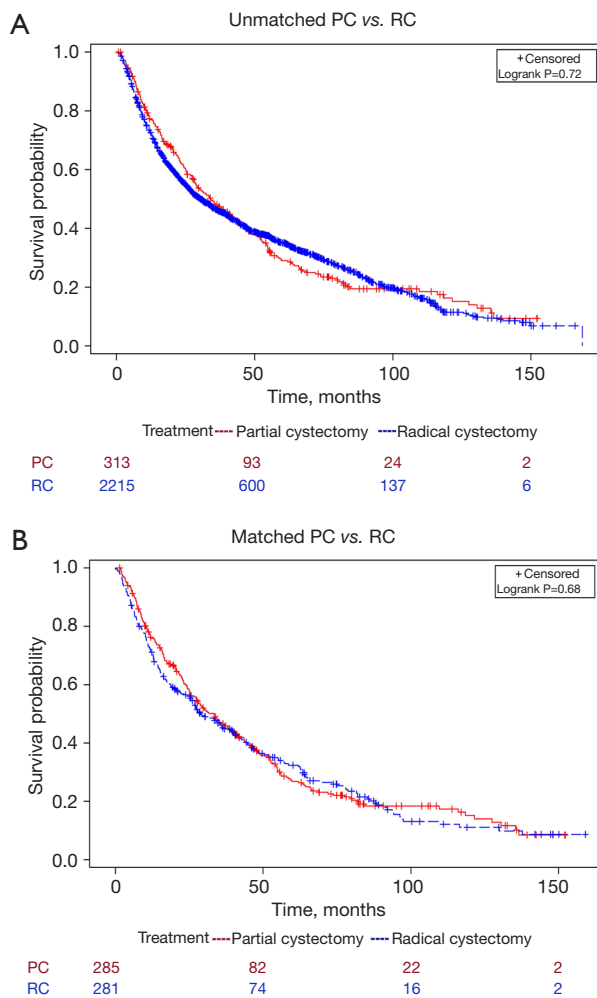 A
Unmatched PC vs. RC
+Censored
Logrank P=0.72
Survival probability
1.0
0.8
0.6
0.4
0.2
0.0
0 50 100 150
Time, months
Treatment Partial cystectomy Radical cystectomy
PC 313 93 24 2
RC 2215 600 137 6
B
Matched PC vs. RC
+Censored
Logrank P=0.68
Survival probability
1.0
0.8
0.6
0.4
0.2
0.0
0 50 100 150
Time, months
Treatment Partial cystectomy Radical cystectomy
PC 285 82 22 2
RC 281 74 16 2